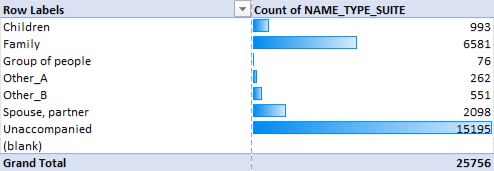 Row Labels Count of NAME_TYPE_SUITE
Children 993
Family 6581
Group of people 76
Other_A 262
Other_B 551
Spouse, partner 2098
Unaccompanied 15195
(blank)
Grand Total 25756